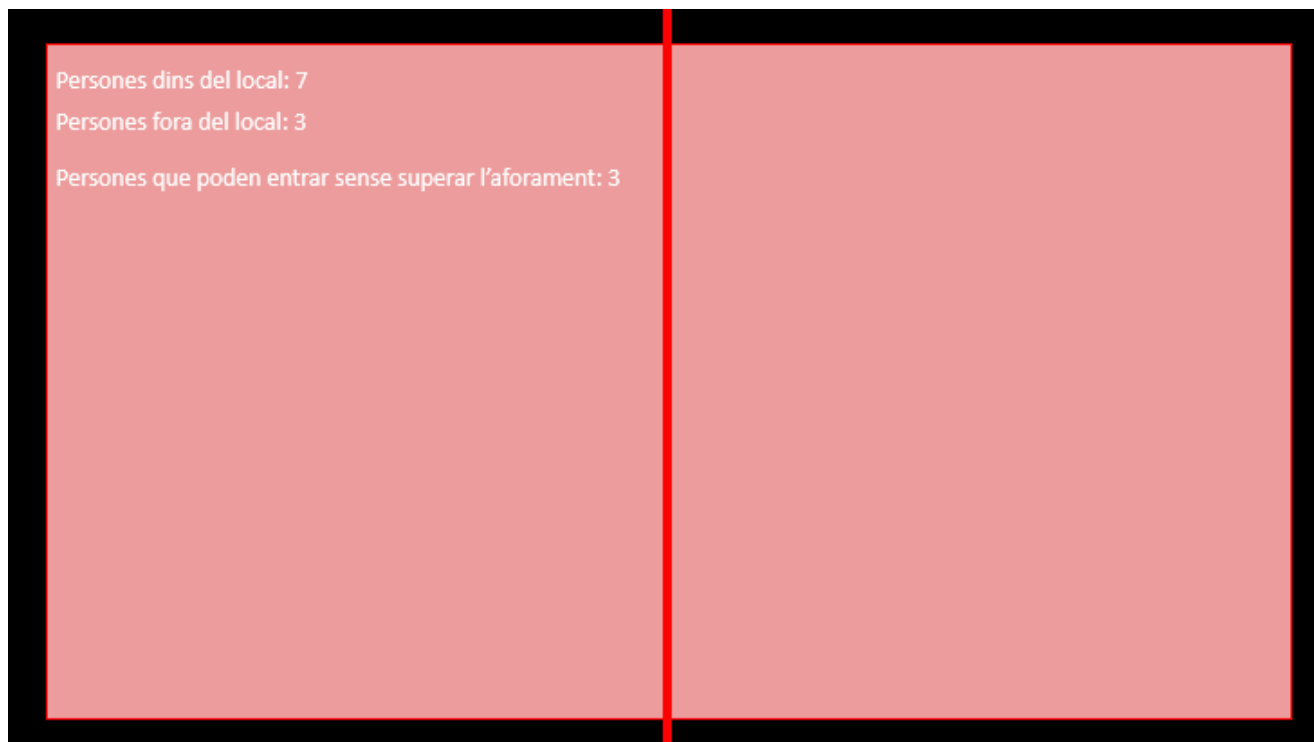 Persones dins del local: 7
Persones fora del local: 3
Persones que poden entrar sense superar l’aforament: 3